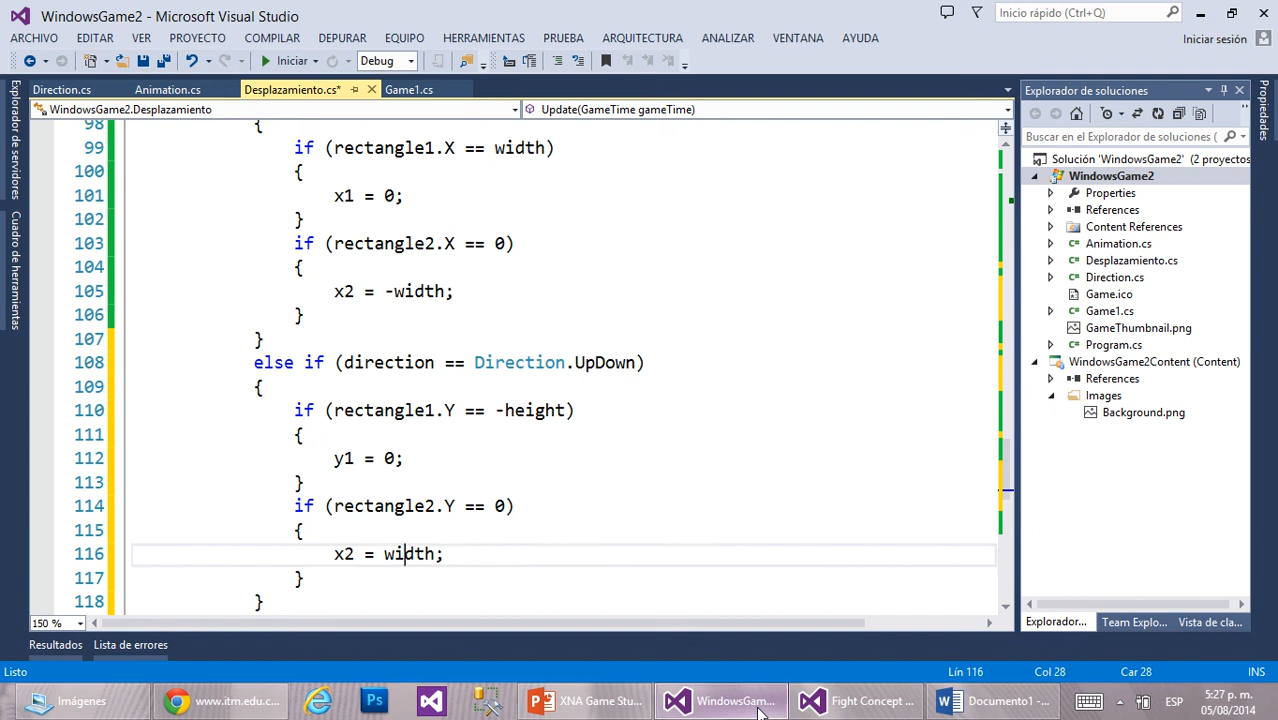 WindowsGame2 - Microsoft Visual Studio
Inicio rápido (Ctrl+Q)
ARCHIVO EDITAR VER PROYECTO COMPILAR DEPURAR EQUIPO HERRAMIENTAS PRUEBA ARQUITECTURA ANALIZAR VENTANA AYUDA
Iniciar sesión
Iniciar Debug
Direction.cs Animation.cs Desplazamiento.cs* Game1.cs
WindowsGame2.Desplazamiento Update(GameTime gameTime)
Explorador de servidores
Cuadro de herramientas
98 {
99 if (rectangle1.X == width)
100 {
101 x1 = 0;
102 }
103 if (rectangle2.X == 0)
104 {
105 x2 = -width;
106 }
107 }
108 else if (direction == Direction.UpDown)
109 {
110 if (rectangle1.Y == -height)
111 {
112 y1 = 0;
113 }
114 if (rectangle2.Y == 0)
115 {
116 x2 = width;
117 }
118 }
150 %
Explorador de soluciones
Buscar en el Explorador de soluciones (
Solución 'WindowsGame2' (2 proyectos
WindowsGame2
Properties
References
Content References
Animation.cs
Desplazamiento.cs
Direction.cs
Game.ico
Game1.cs
GameThumbnail.png
Program.cs
WindowsGame2Content (Content)
References
Images
Background.png
Explorador... Team Explo... Vista de cla...
Propiedades
Resultados Lista de errores
Listo Lín 116 Col 28 Car 28 INS
Imágenes www.itm.edu.c... Ps XNA Game Stu... WindowsGam... Fight Concept ... Documento1 -... ESP 5:27 p. m.
05/08/2014